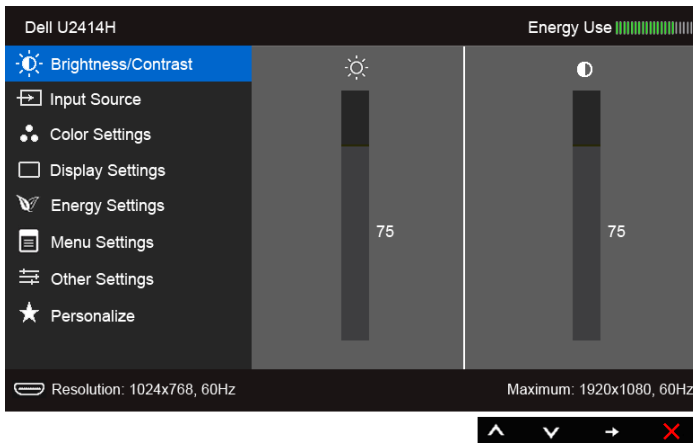 Dell U2414H
Energy Use
Brightness/Contrast
Input Source
Color Settings
Display Settings
Energy Settings
Menu Settings
Other Settings
Personalize
75
75
Resolution: 1024x768, 60Hz
Maximum: 1920x1080, 60Hz